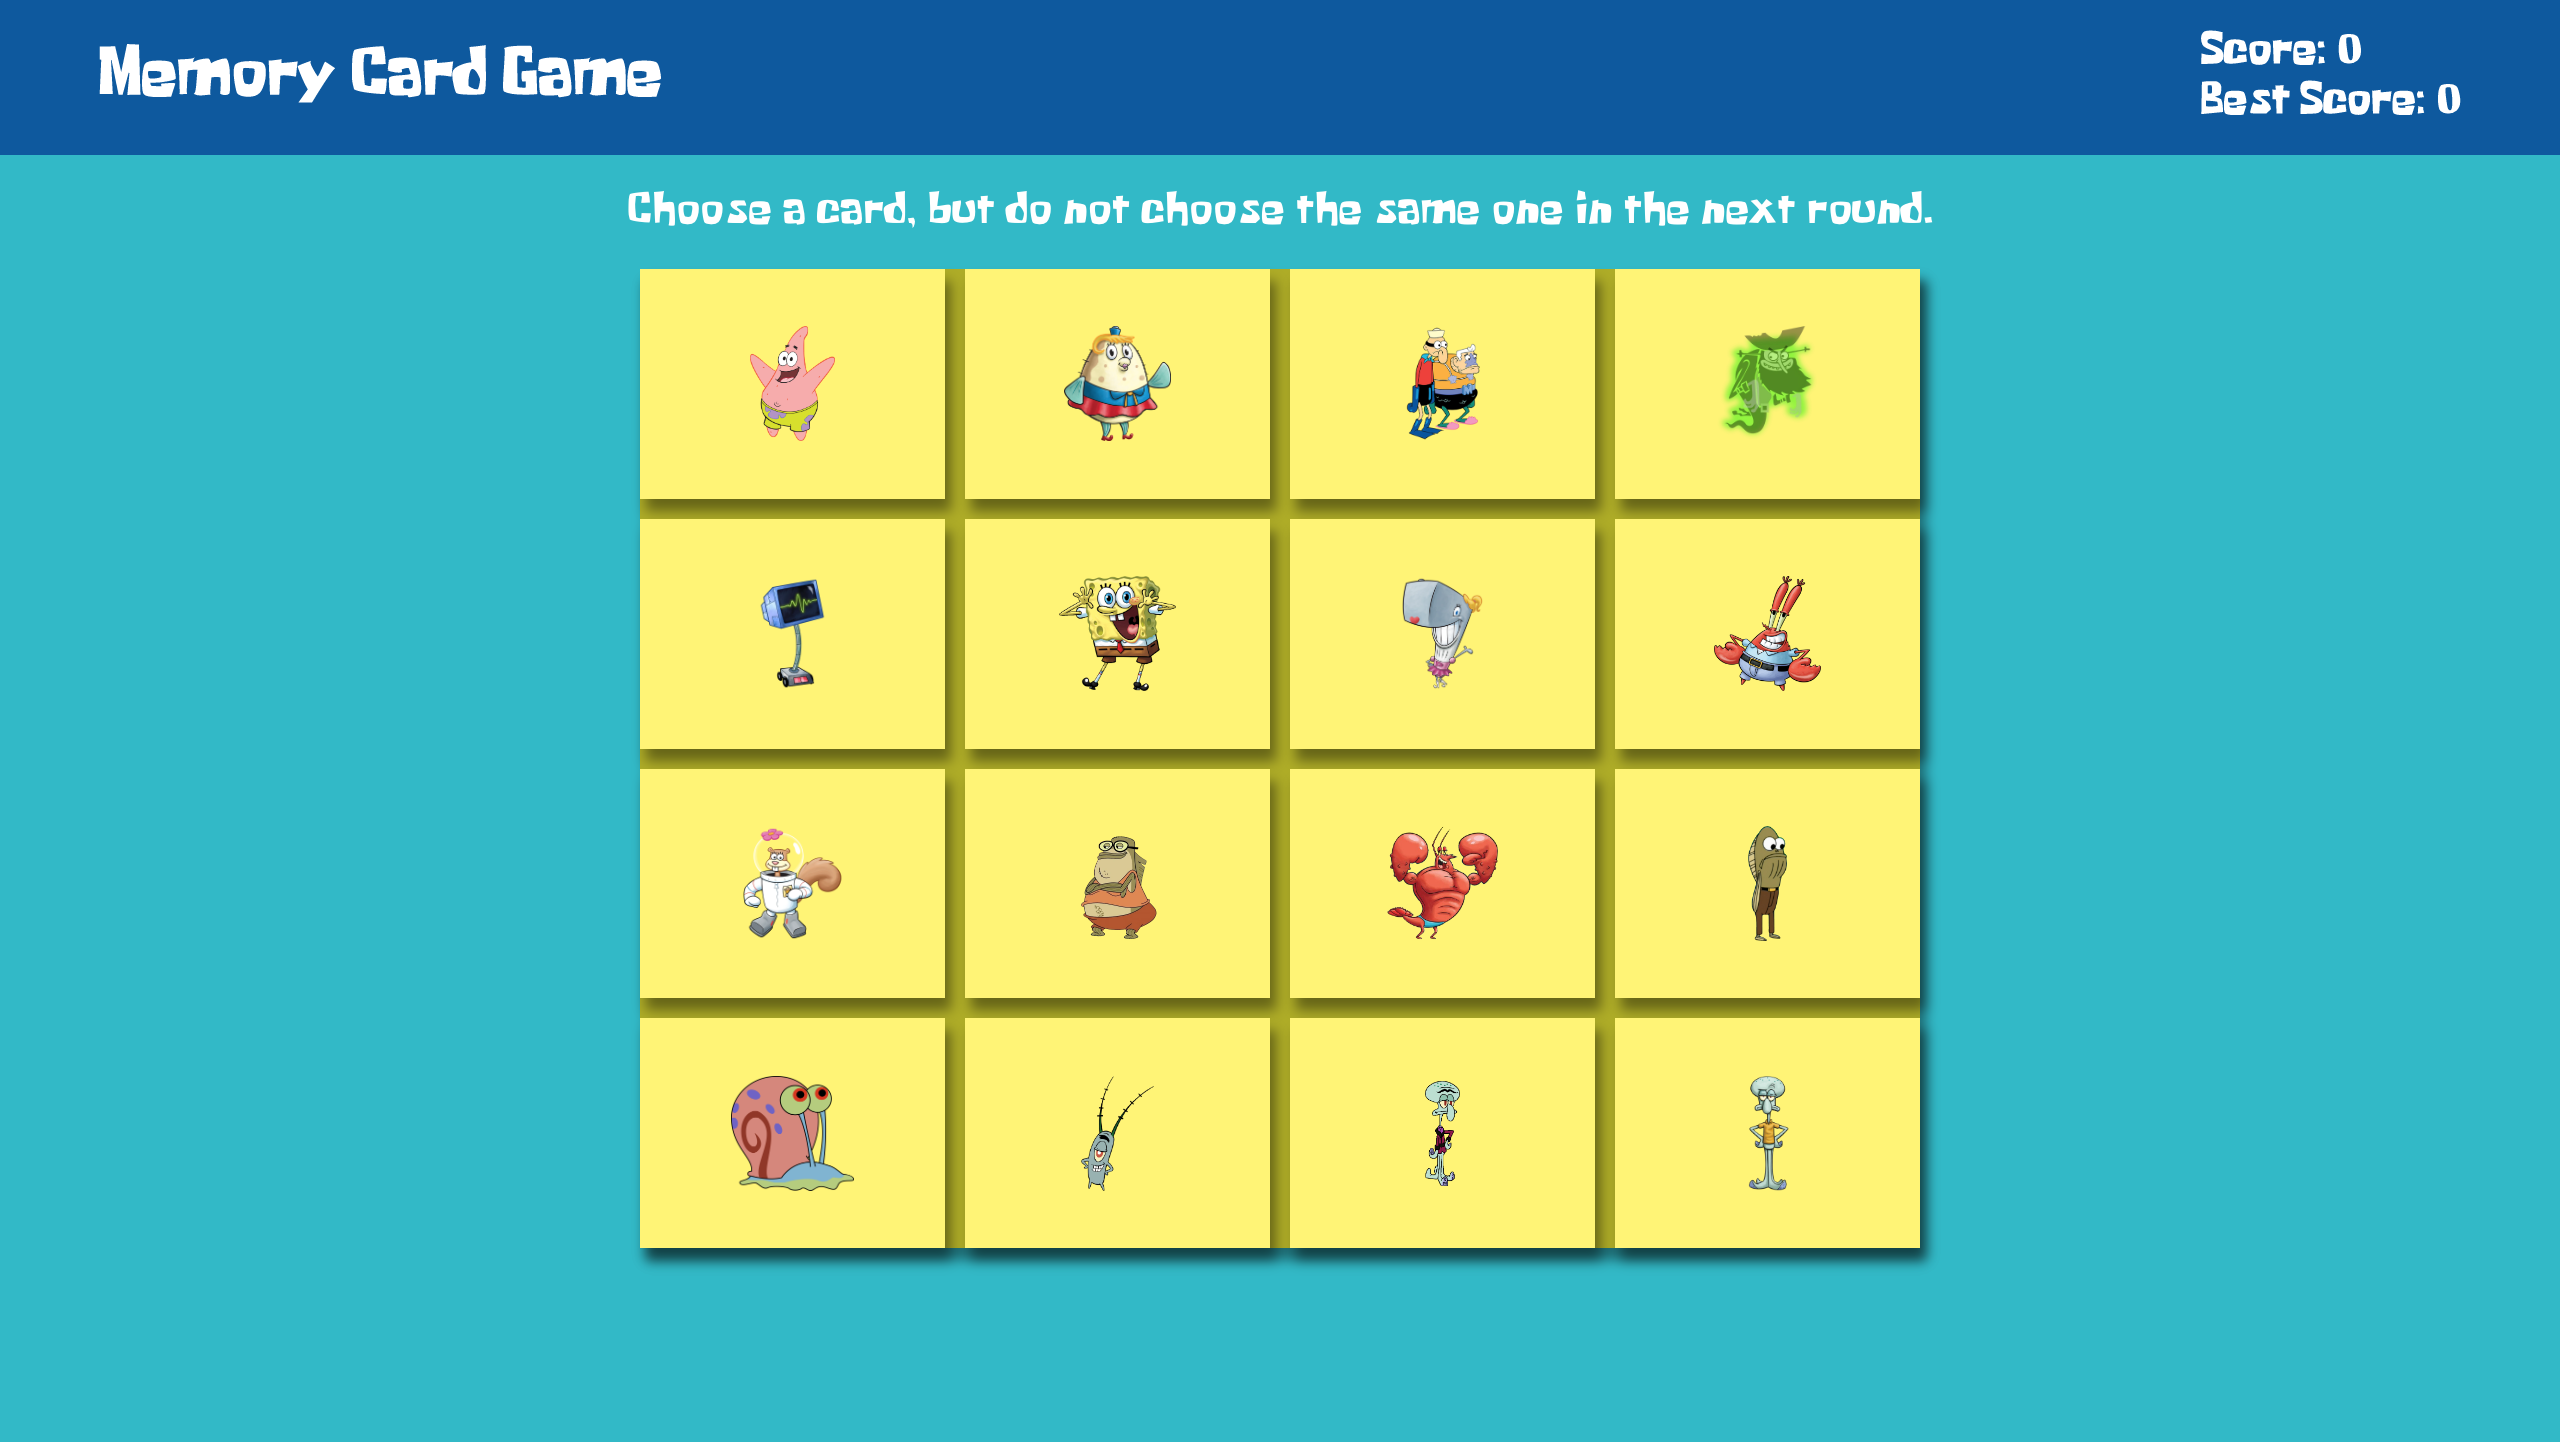 Memory Card Game
Score: 0
Best Score: 0
Choose a card, but do not choose the same one in the next round.